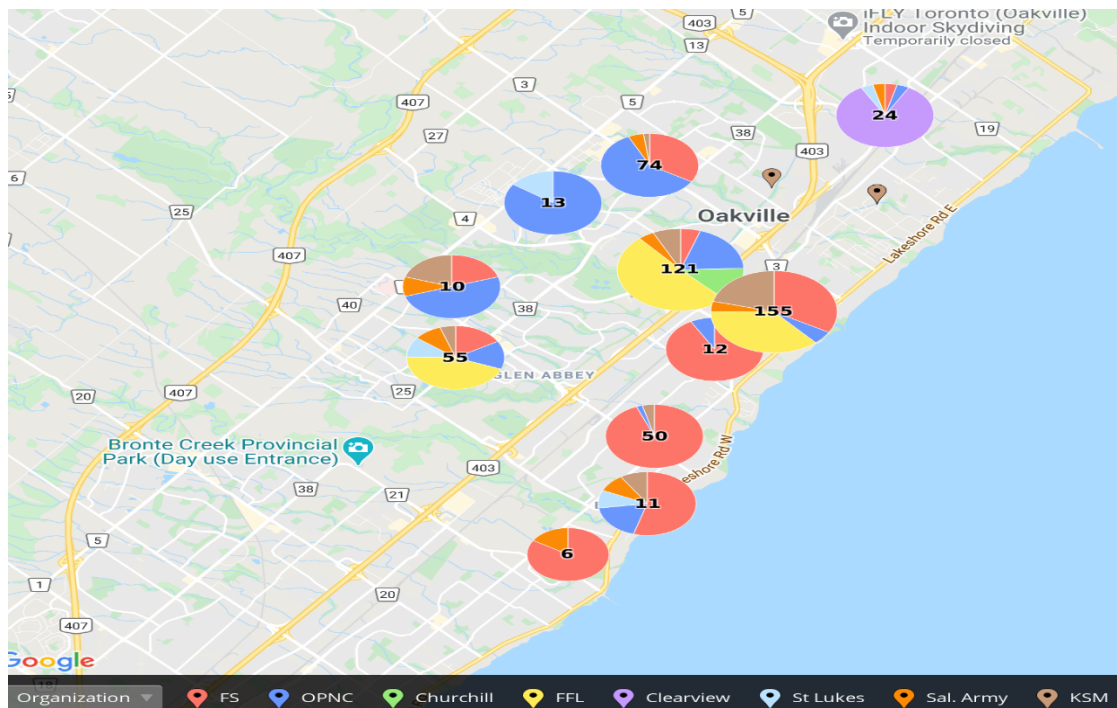 403
5
iFLY Toronto (Oakville)
Indoor Skydiving
Temporarily closed
13
407
3
5
38
24
19
27
403
74
6
25
13
4
Oakville
Lakeshore Rd E
407
121
3
10
40
38
155
12
55
GLEN ABBEY
25
407
20
50
Bronte Creek Provincial
Park (Day use Entrance)
403
eshore Rd W
38
21
11
5
6
1
20
407
Google
18
Organization
FS
OPNC
Churchill
FFL
Clearview
St Lukes
Sal. Army
KSM